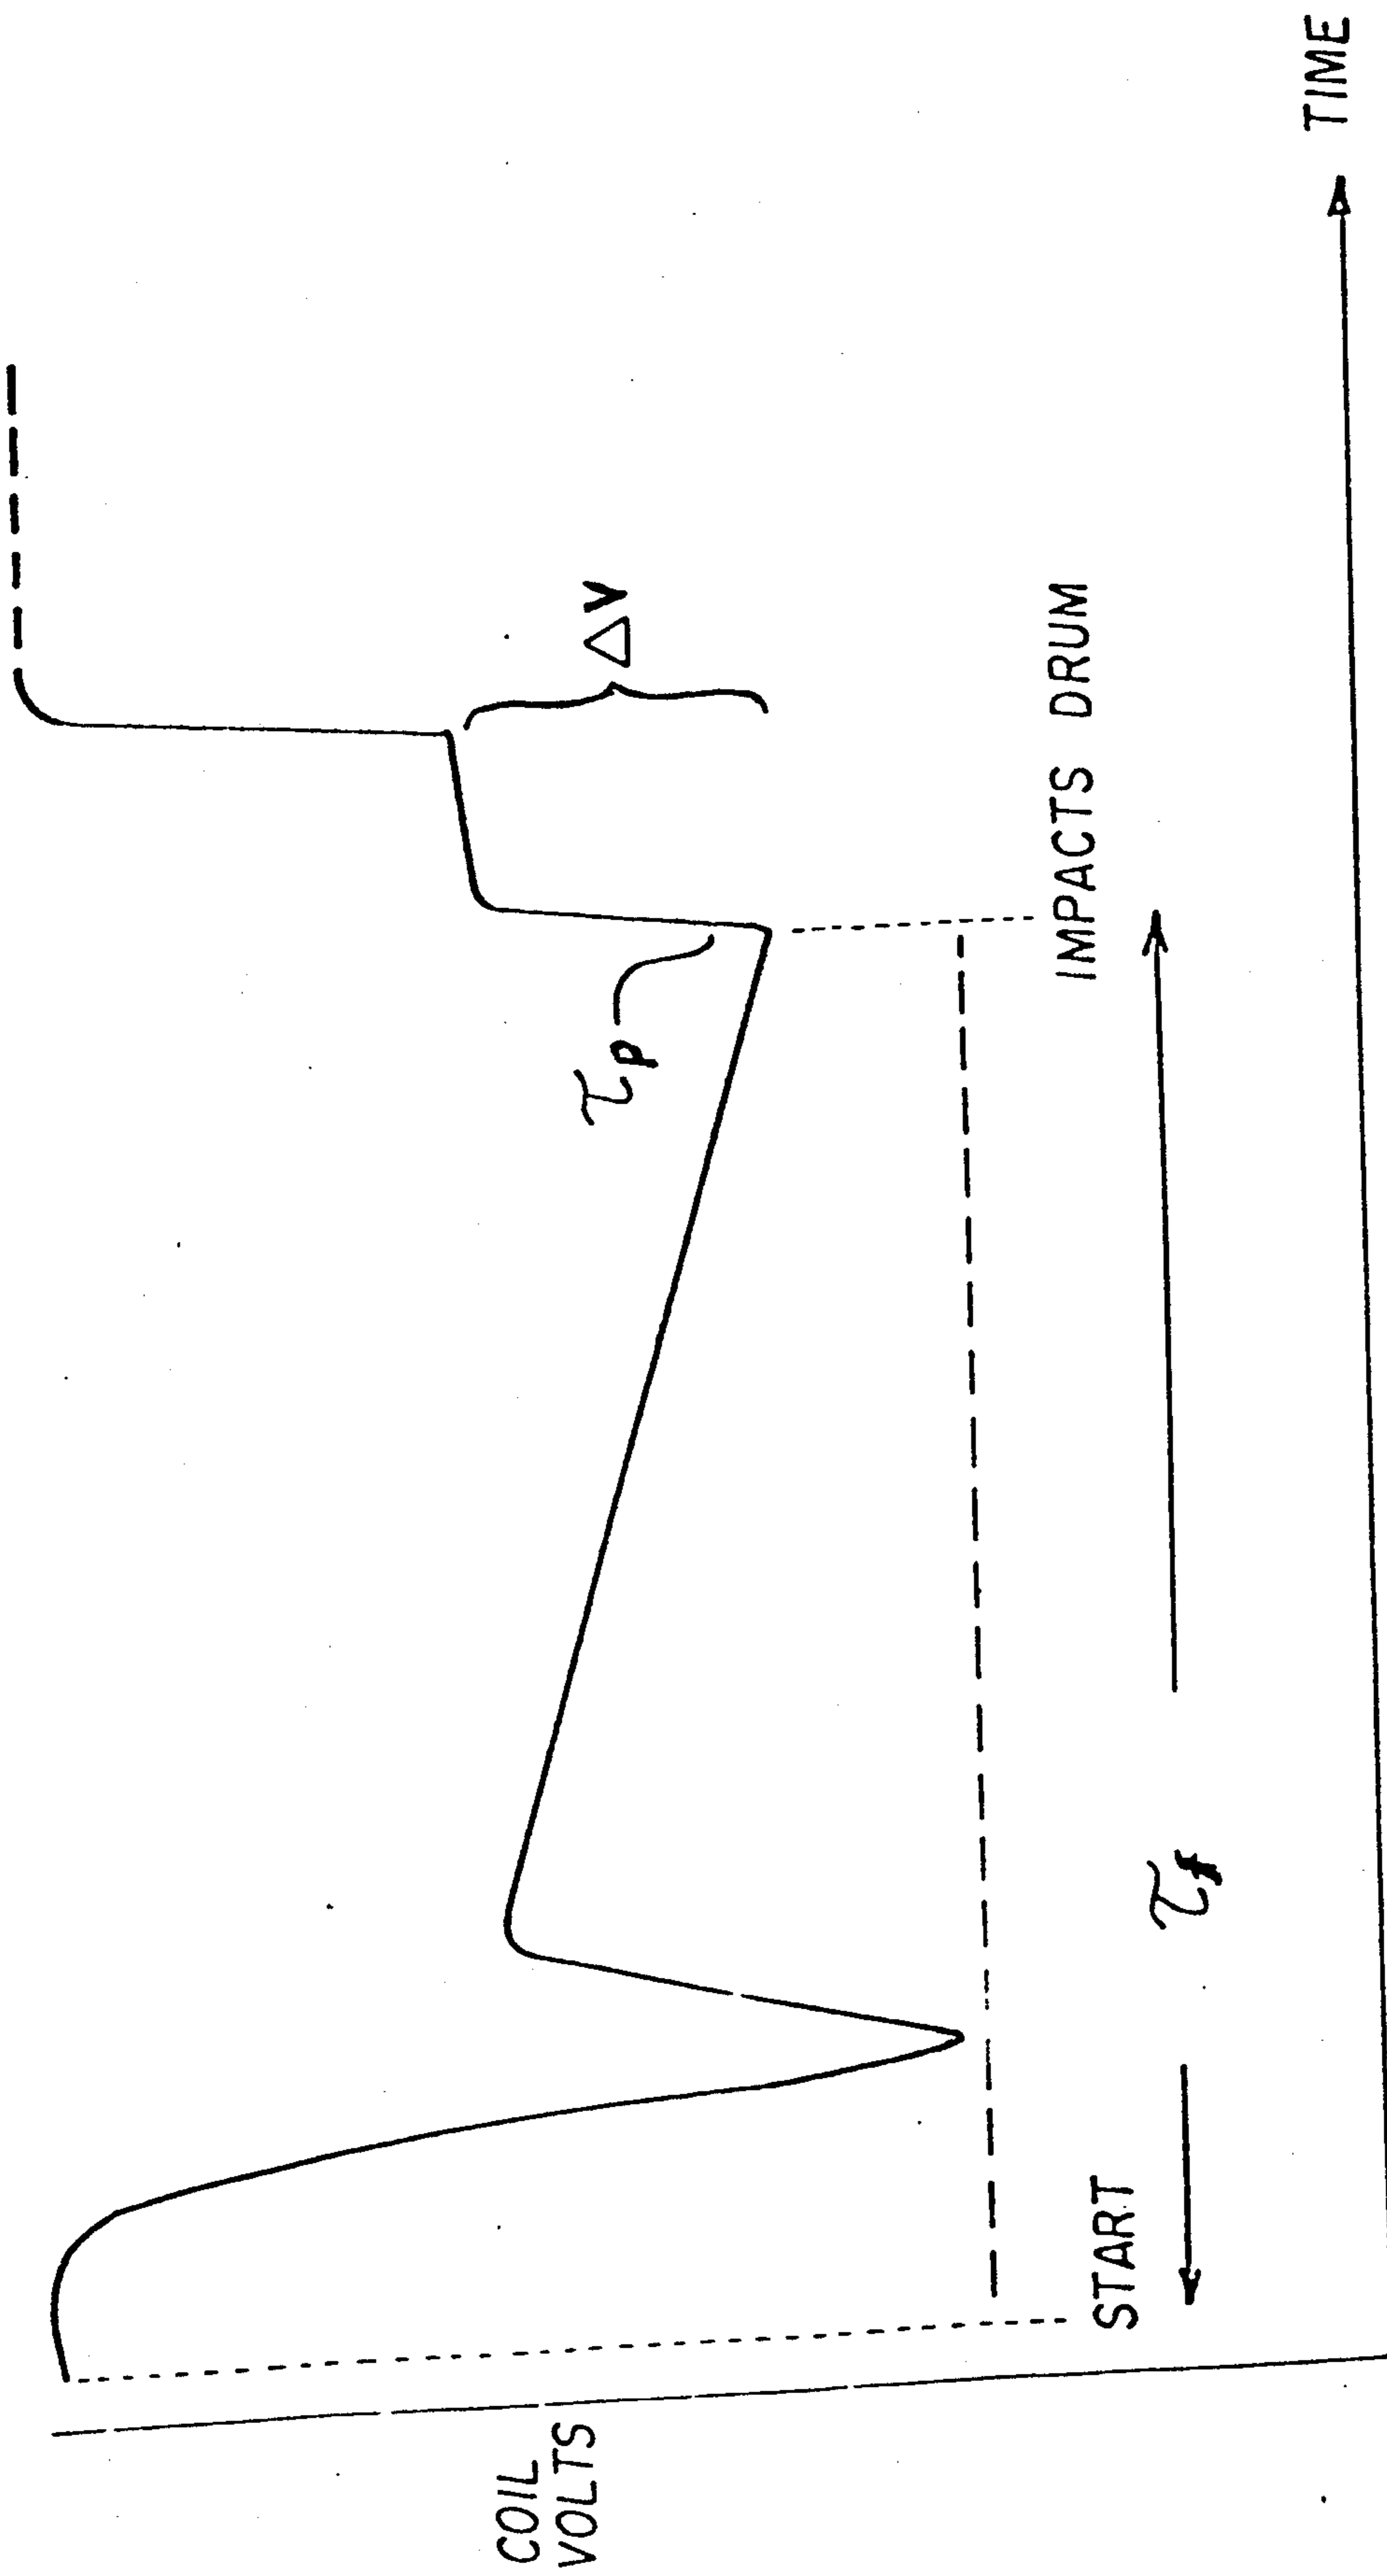 COIL
VOLTS
τp
ΔV
START
IMPACTS DRUM
τf
TIME